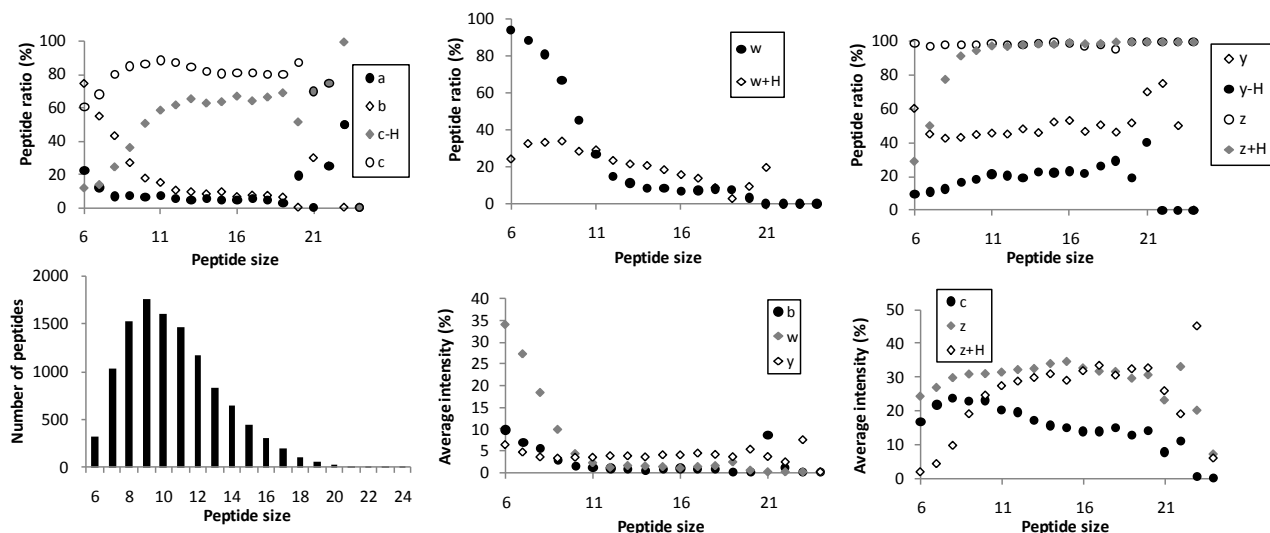 Peptide ratio (%)
100
80
60
40
20
0
6 11 16 21
Peptide size
a
b
c-H
c
Peptide ratio (%)
100
80
60
40
20
0
6 11 16 21
Peptide size
w
w+H
Peptide ratio (%)
100
80
60
40
20
0
6 11 16 21
Peptide size
y
y-H
z
z+H
Number of peptides
2000
1500
1000
500
0
6 8 10 12 14 16 18 20 22 24
Peptide size
Average intensity (%)
40
35
30
25
20
15
10
5
0
6 11 16 21
Peptide size
b
w
y
Average intensity (%)
50
40
30
20
10
0
6 11 16 21
Peptide size
c
z
z+H